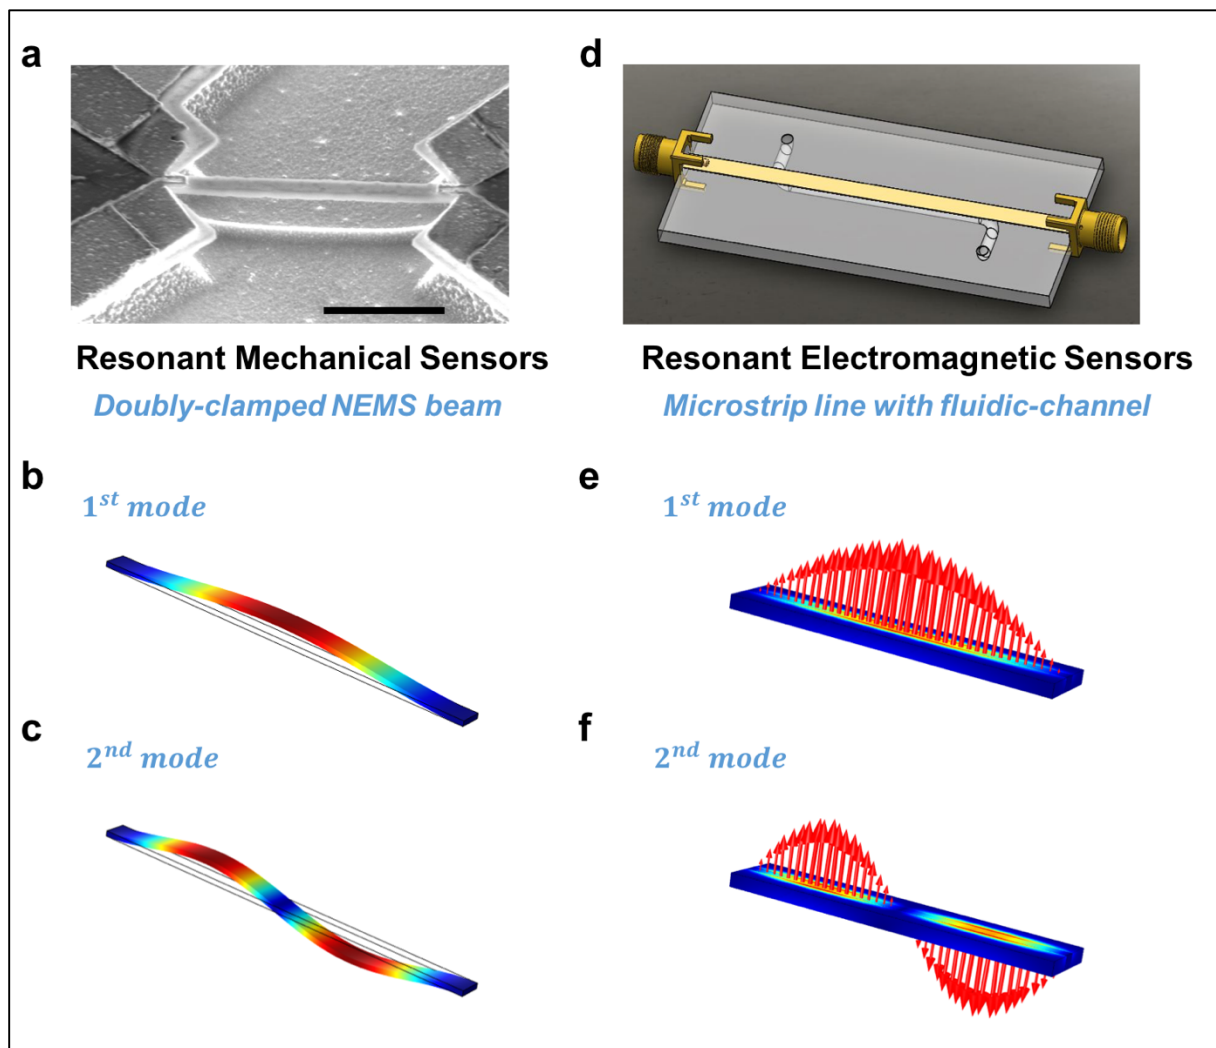 a
d
Resonant Mechanical Sensors
Doubly-clamped NEMS beam
Resonant Electromagnetic Sensors
Microstrip line with fluidic-channel
b
1st mode
e
1st mode
c
2nd mode
f
2nd mode